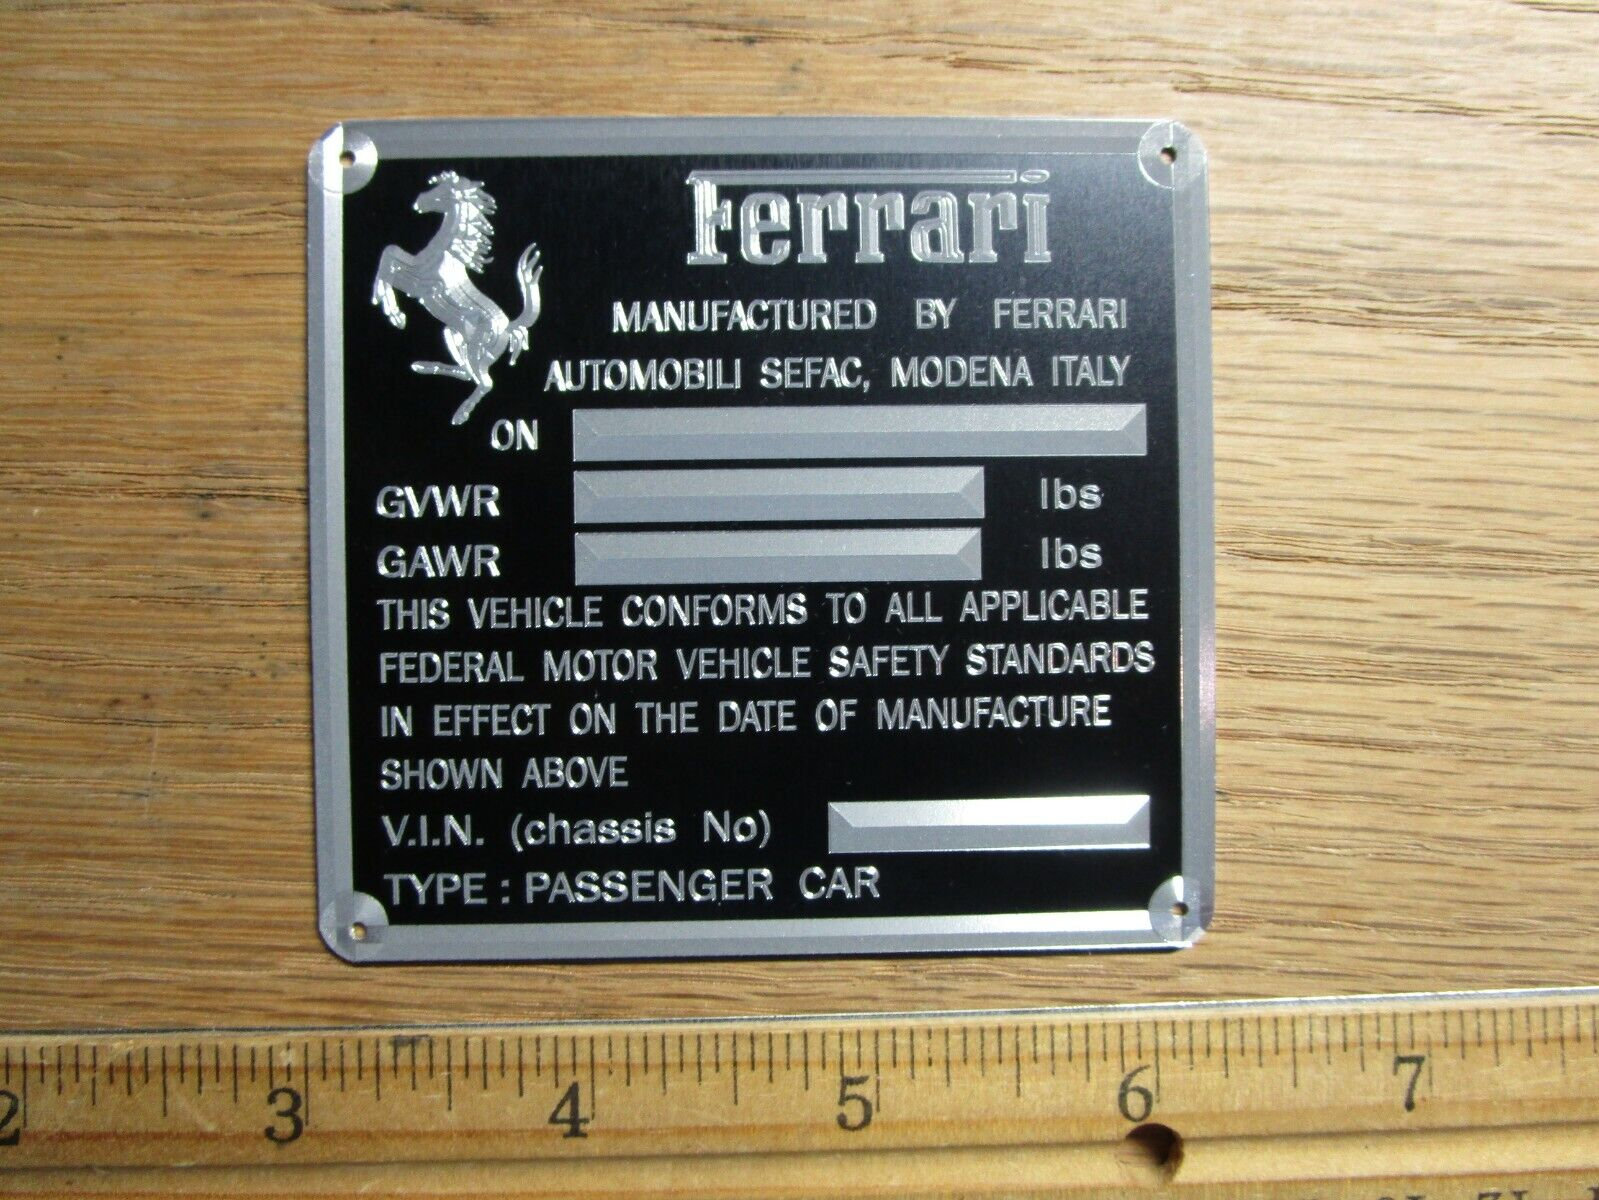 Ferrari
MANUFACTURED BY FERRARI
AUTOMOBILI SEFAC, MODENA ITALY
ON
GVWR lbs
GAWR lbs
THIS VEHICLE CONFORMS TO ALL APPLICABLE
FEDERAL MOTOR VEHICLE SAFETY STANDARDS
IN EFFECT ON THE DATE OF MANUFACTURE
SHOWN ABOVE
V.I.N. (chassis No)
TYPE : PASSENGER CAR
2 3 4 5 6 7